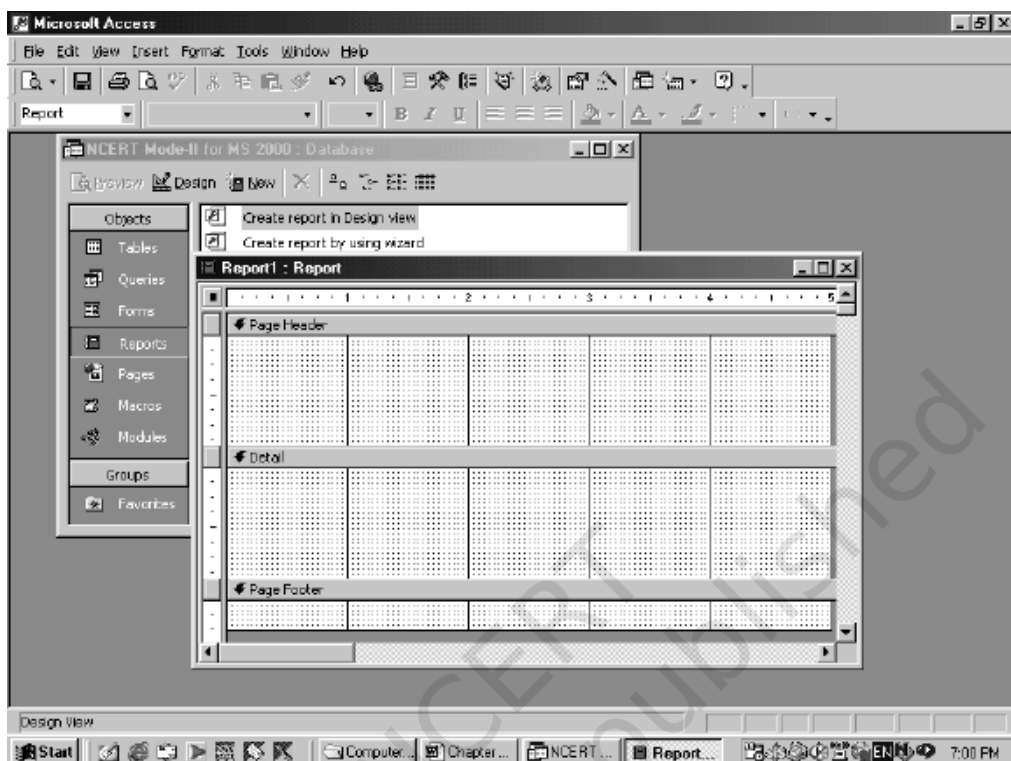 Microsoft Access
File Edit View Insert Format Tools Window Help
Report
B I U
NCERT Mode-II for MS 2000 : Database
Preview Design New
Objects
Create report in Design view
Tables
Create report by using wizard
Queries
Forms
Reports
Pages
Macros
Modules
Groups
Favorites
Report1 : Report
1 2 3 4 5
Page Header
Detail
Page Footer
NCERT
published
Design View
Start Computer... Chapter... NCERT ... Report... EN 7:00 PM